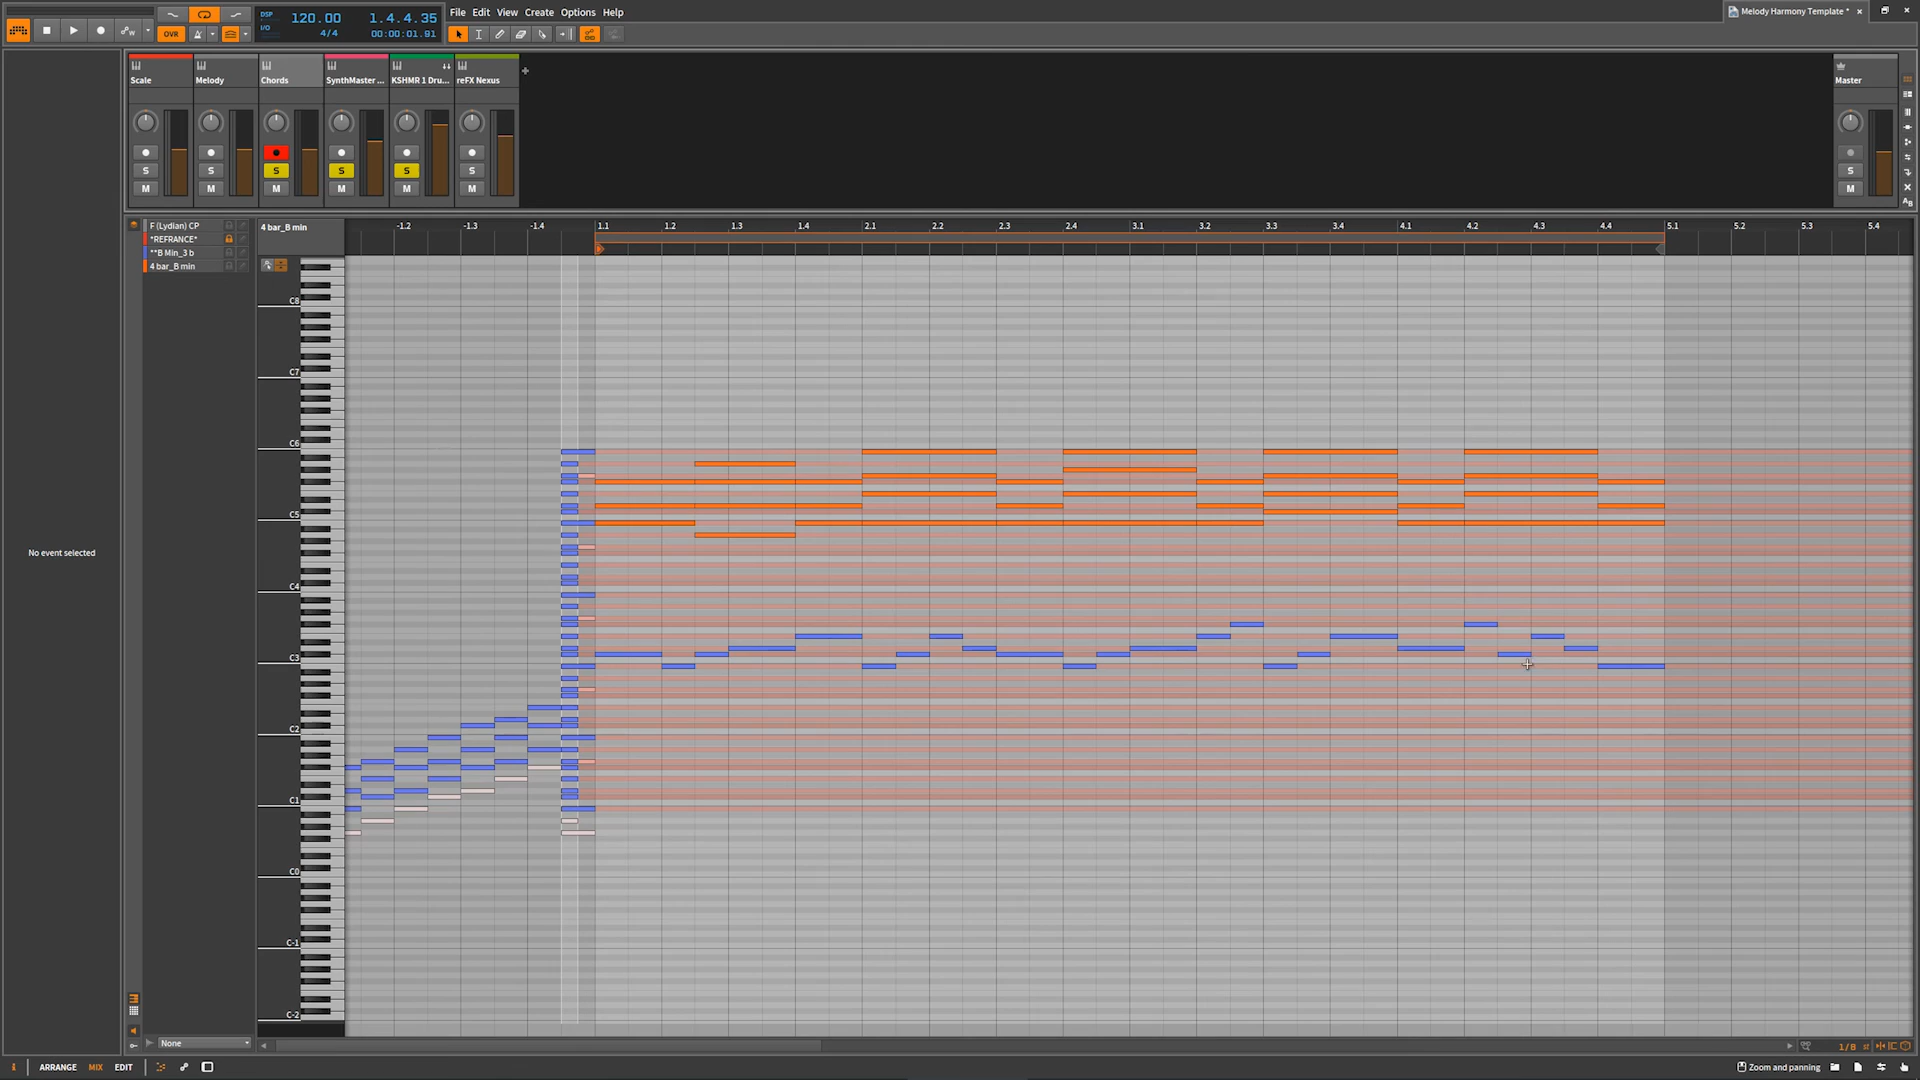 DSP
I/O
120.00
4/4
1.4.4.35
00:00:01.91
File Edit View Create Options Help
Melody Harmony Template *
OVR
Scale
Melody
Chords
SynthMaster ...
KSHMR 1 Dru...
reFX Nexus
+
Master
S S S S S S S
M M M M M M M
F (Lydian) CP
*REFRANCE*
**B Min_3 b
4 bar_B min
4 bar_B min
-1.2 -1.3 -1.4 1.1 1.2 1.3 1.4 2.1 2.2 2.3 2.4 3.1 3.2 3.3 3.4 4.1 4.2 4.3 4.4 5.1 5.2 5.3 5.4
C8
C7
C6
C5
C4
C3
C2
C1
C0
C-1
C-2
No event selected
None
1/8
i
ARRANGE MIX EDIT
Zoom and panning